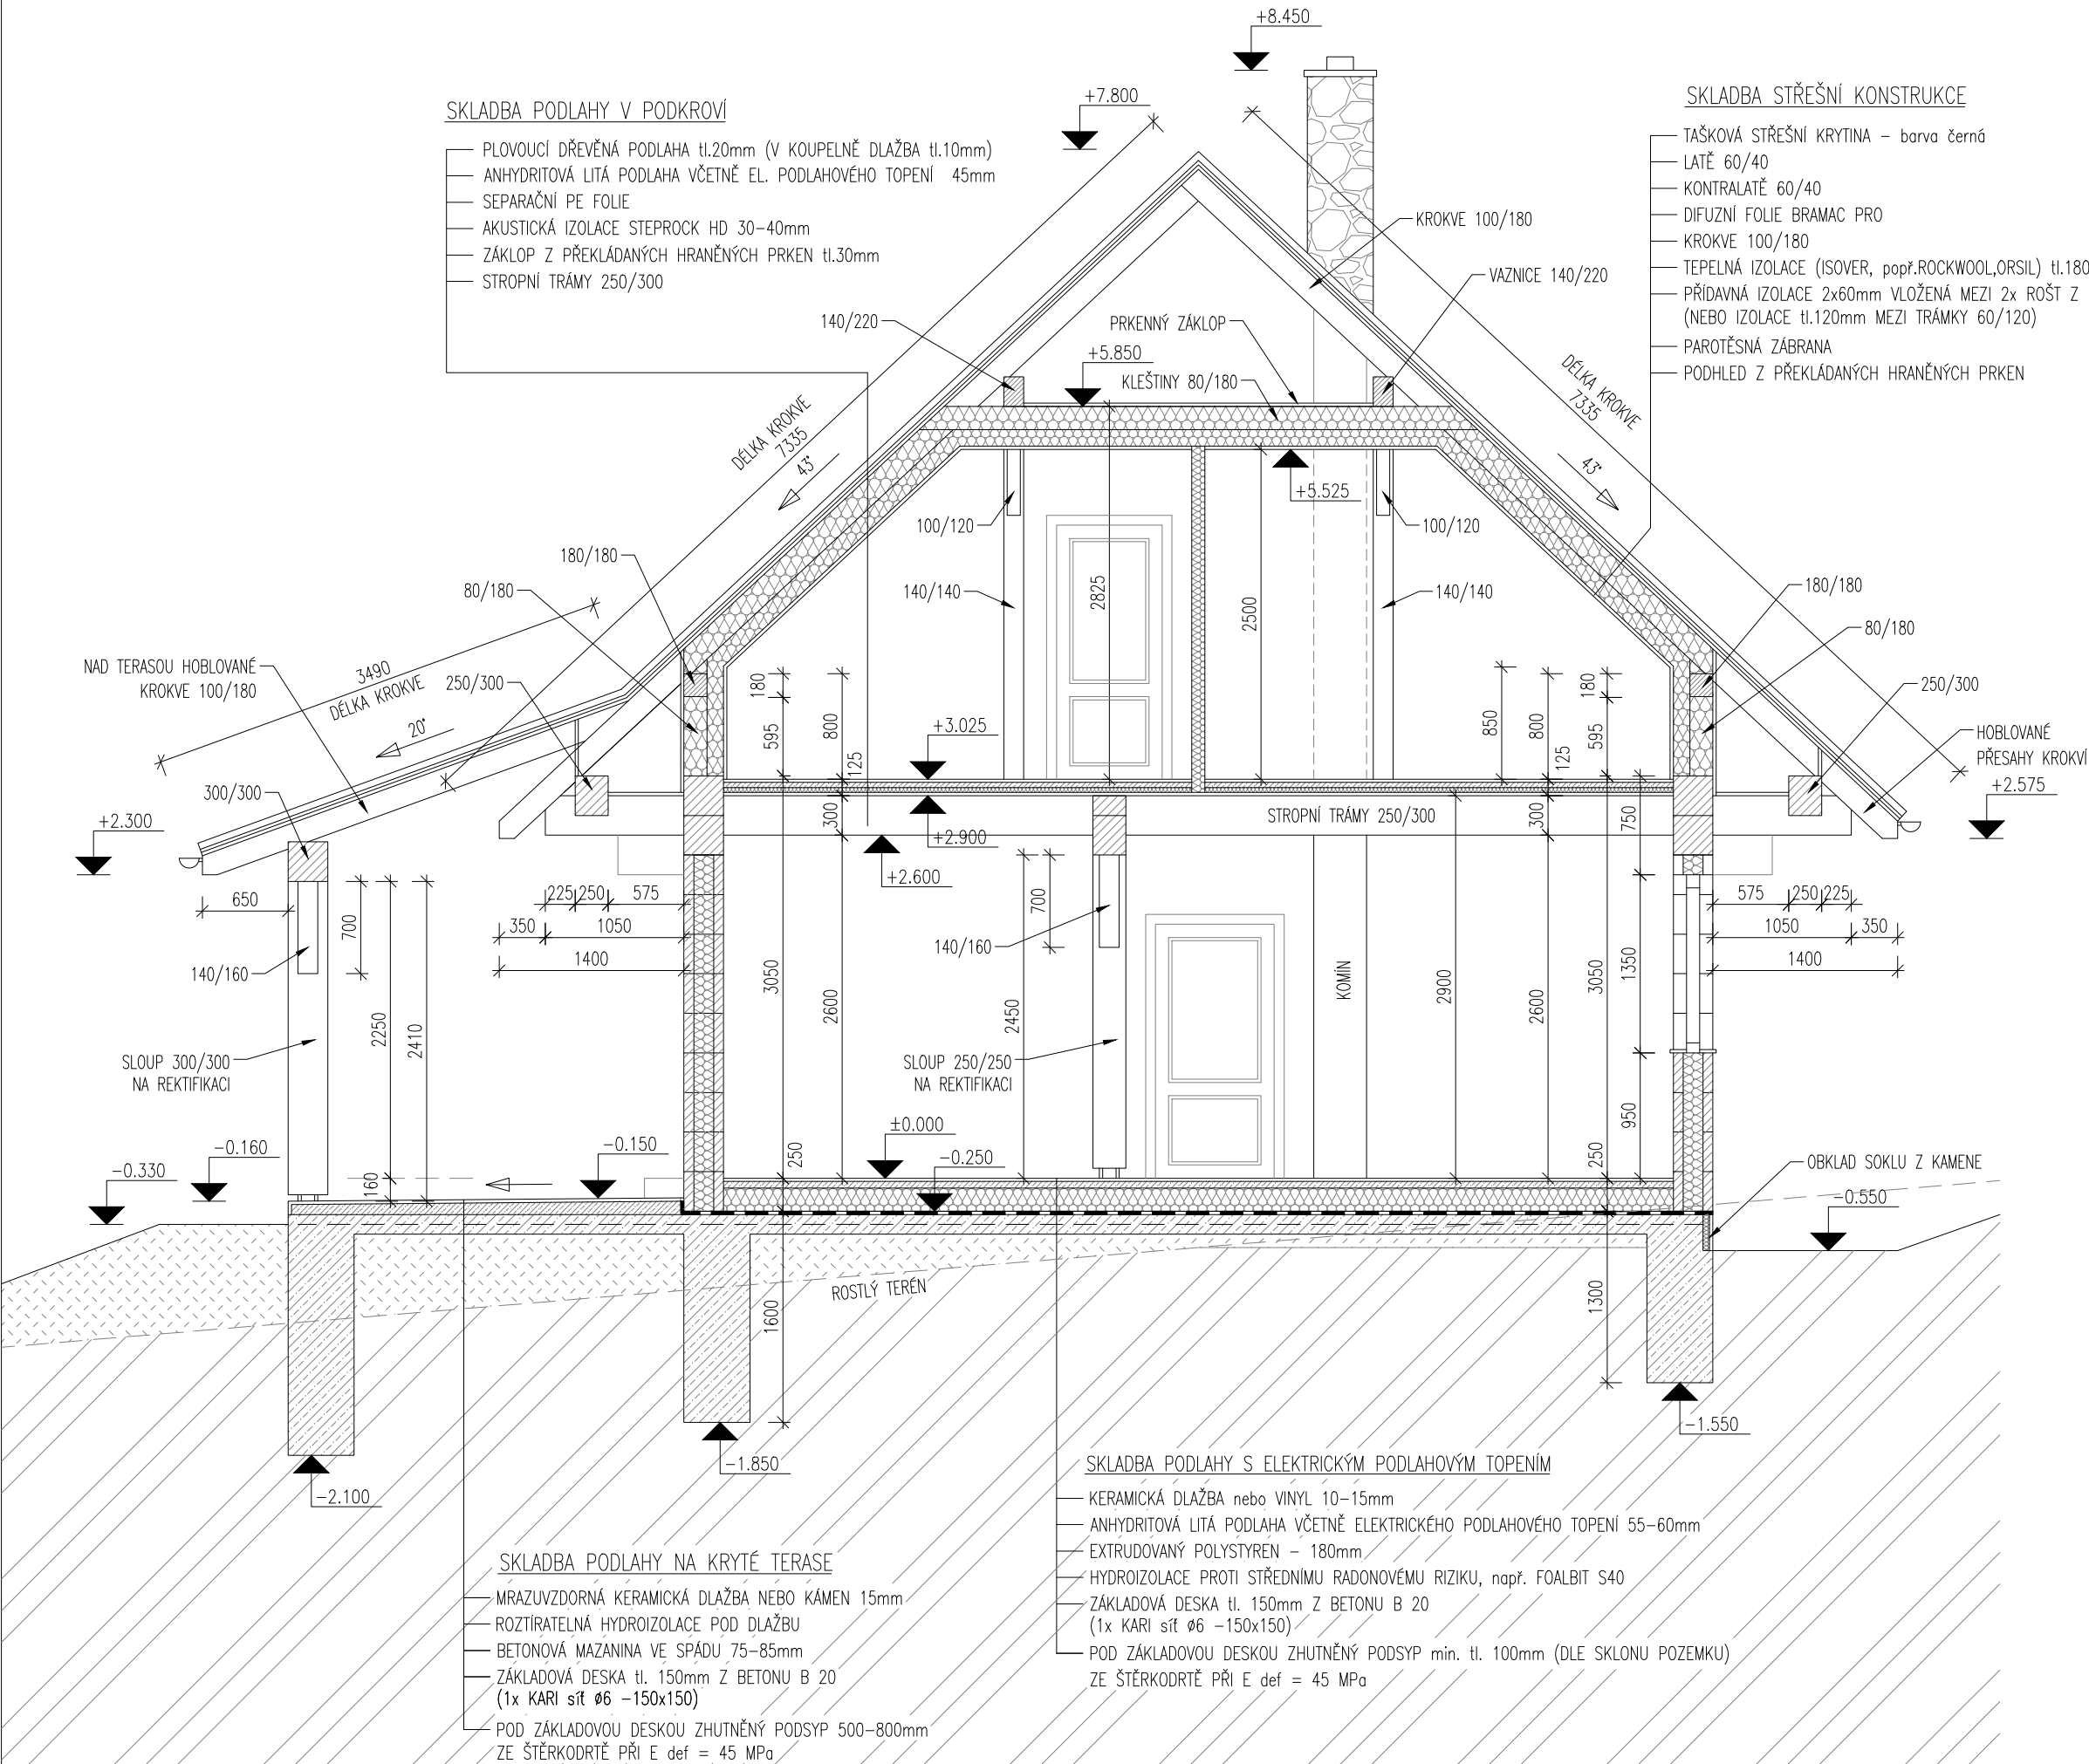 +8.450
+7.800
SKLADBA PODLAHY V PODKROVÍ
PLOVOUCÍ DŘEVĚNÁ PODLAHA tl.20mm (V KOUPELNĚ DLAŽBA tl.10mm)
ANHYDRITOVÁ LITÁ PODLAHA VČETNĚ EL. PODLAHOVÉHO TOPENÍ 45mm
SEPARAČNÍ PE FOLIE
AKUSTICKÁ IZOLACE STEPROCK HD 30-40mm
ZÁKLOP Z PŘEKLÁDANÝCH HRANĚNÝCH PRKEN tl.30mm
STROPNÍ TRÁMY 250/300
SKLADBA STŘEŠNÍ KONSTRUKCE
TAŠKOVÁ STŘEŠNÍ KRYTINA – barva černá
LATĚ 60/40
KONTRALATĚ 60/40
DIFUZNÍ FOLIE BRAMAC PRO
KROKVE 100/180
TEPELNÁ IZOLACE (ISOVER, popř.ROCKWOOL,ORSIL) tl.180
PŘÍDAVNÁ IZOLACE 2x60mm VLOŽENÁ MEZI 2x ROŠT Z
(NEBO IZOLACE tl.120mm MEZI TRÁMKY 60/120)
PAROTĚSNÁ ZÁBRANA
PODHLED Z PŘEKLÁDANÝCH HRANĚNÝCH PRKEN
KROKVE 100/180
VAZNICE 140/220
140/220
PRKENNÝ ZÁKLOP
+5.850
KLEŠTINY 80/180
DÉLKA KROKVE
7335
43°
DÉLKA KROKVE
7335
43°
+5.525
100/120
100/120
180/180
80/180
140/140
2825
2500
140/140
180/180
80/180
NAD TERASOU HOBLOVANÉ
KROKVE 100/180
3490
DÉLKA KROKVE
20°
250/300
180
595
800
125
+3.025
850
800
125
180
595
250/300
HOBLOVANÉ
PŘESAHY KROKVÍ
+2.575
300/300
+2.300
300
+2.900
+2.600
STROPNÍ TRÁMY 250/300
300
750
650
700
140/160
225
250
575
350
1050
1400
700
140/160
575
250
225
1050
350
1400
2250
2410
3050
2600
2450
KOMÍN
2900
2600
3050
1350
950
SLOUP 300/300
NA REKTIFIKACI
SLOUP 250/250
NA REKTIFIKACI
-0.330
-0.160
160
-0.150
250
±0.000
-0.250
250
OBKLAD SOKLU Z KAMENE
-0.550
ROSTLÝ TERÉN
1600
1300
-2.100
-1.850
-1.550
SKLADBA PODLAHY S ELEKTRICKÝM PODLAHOVÝM TOPENÍM
KERAMICKÁ DLAŽBA nebo VINYL 10-15mm
ANHYDRITOVÁ LITÁ PODLAHA VČETNĚ ELEKTRICKÉHO PODLAHOVÉHO TOPENÍ 55-60mm
EXTRUDOVANÝ POLYSTYREN – 180mm
HYDROIZOLACE PROTI STŘEDNÍMU RADONOVÉMU RIZIKU, např. FOALBIT S40
ZÁKLADOVÁ DESKA tl. 150mm Z BETONU B 20
(1x KARI síť ø6 -150x150)
POD ZÁKLADOVOU DESKOU ZHUTNĚNÝ PODSYP min. tl. 100mm (DLE SKLONU POZEMKU)
ZE ŠTĚRKODRTĚ PŘI E def = 45 MPa
SKLADBA PODLAHY NA KRYTÉ TERASE
MRAZUVZDORNÁ KERAMICKÁ DLAŽBA NEBO KÁMEN 15mm
ROZTÍRATELNÁ HYDROIZOLACE POD DLAŽBU
BETONOVÁ MAZANINA VE SPÁDU 75-85mm
ZÁKLADOVÁ DESKA tl. 150mm Z BETONU B 20
(1x KARI síť ø6 -150x150)
POD ZÁKLADOVOU DESKOU ZHUTNĚNÝ PODSYP 500-800mm
ZE ŠTĚRKODRTĚ PŘI E def = 45 MPa